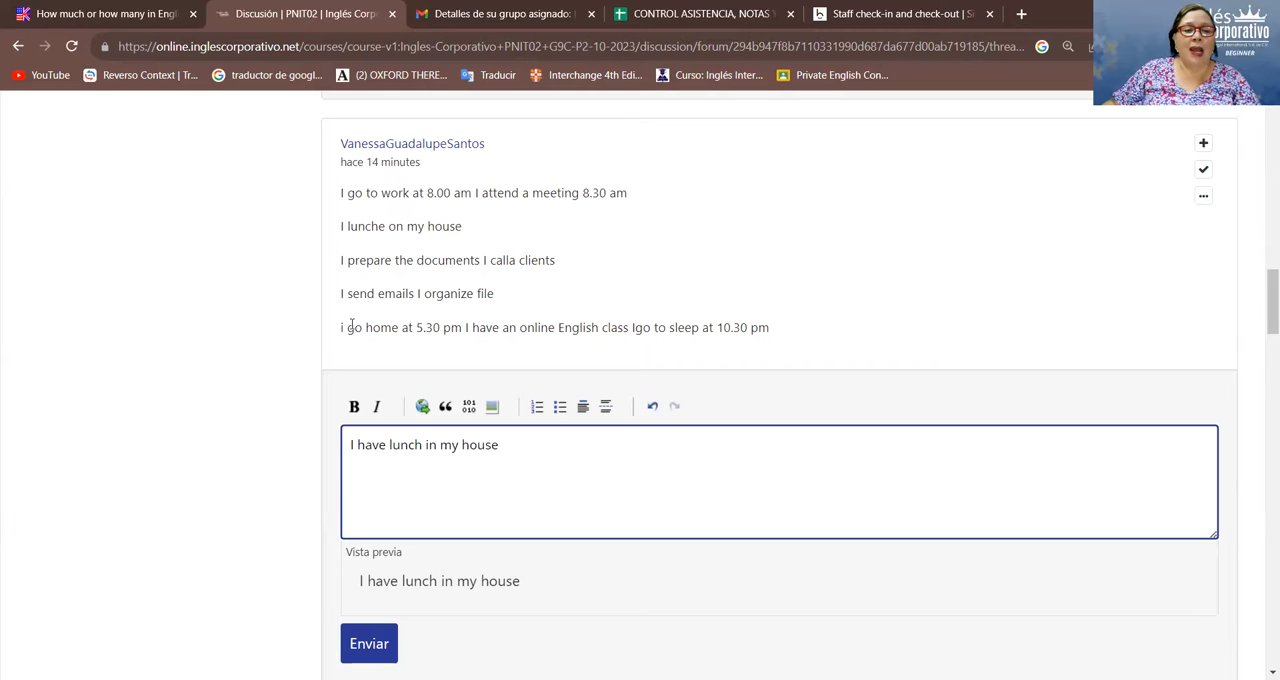 How much or how many in Engl
Discusión | PNIT02 | Inglés Corp
Detalles de su grupo asignado:
CONTROL ASISTENCIA, NOTAS
Staff check-in and check-out | Si
https://online.inglescorporativo.net/courses/course-v1:Ingles-Corporativo+PNIT02+G9C-P2-10-2023/discussion/forum/294b947f8b7110331990d687da677d00ab719185/threa...
YouTube
Reverso Context | Tr...
traductor de googl...
(2) OXFORD THERE...
Traducir
Interchange 4th Edi...
Curso: Inglés Inter...
Private English Con...
BEGINNER
VanessaGuadalupeSantos
hace 14 minutes
I go to work at 8.00 am I attend a meeting 8.30 am
I lunche on my house
I prepare the documents I calla clients
I send emails I organize file
i go home at 5.30 pm I have an online English class Igo to sleep at 10.30 pm
B I
I have lunch in my house
Vista previa
I have lunch in my house
Enviar